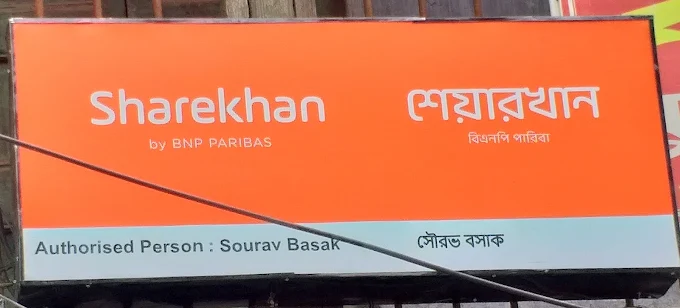 Sharekhan
by BNP PARIBAS
শেয়ারখান
বিএনপি পারিবা
Authorised Person : Sourav Basak
সৌরভ বসাক